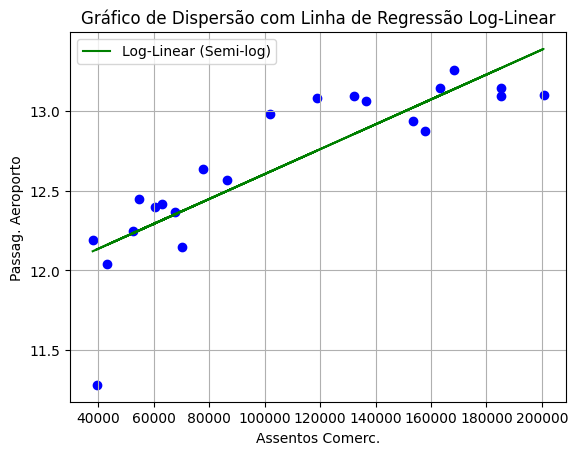 Gráfico de Dispersão com Linha de Regressão Log-Linear
Log-Linear (Semi-log)
13.0
12.5
12.0
11.5
Passag. Aeroporto
40000 60000 80000 100000 120000 140000 160000 180000 200000
Assentos Comerc.